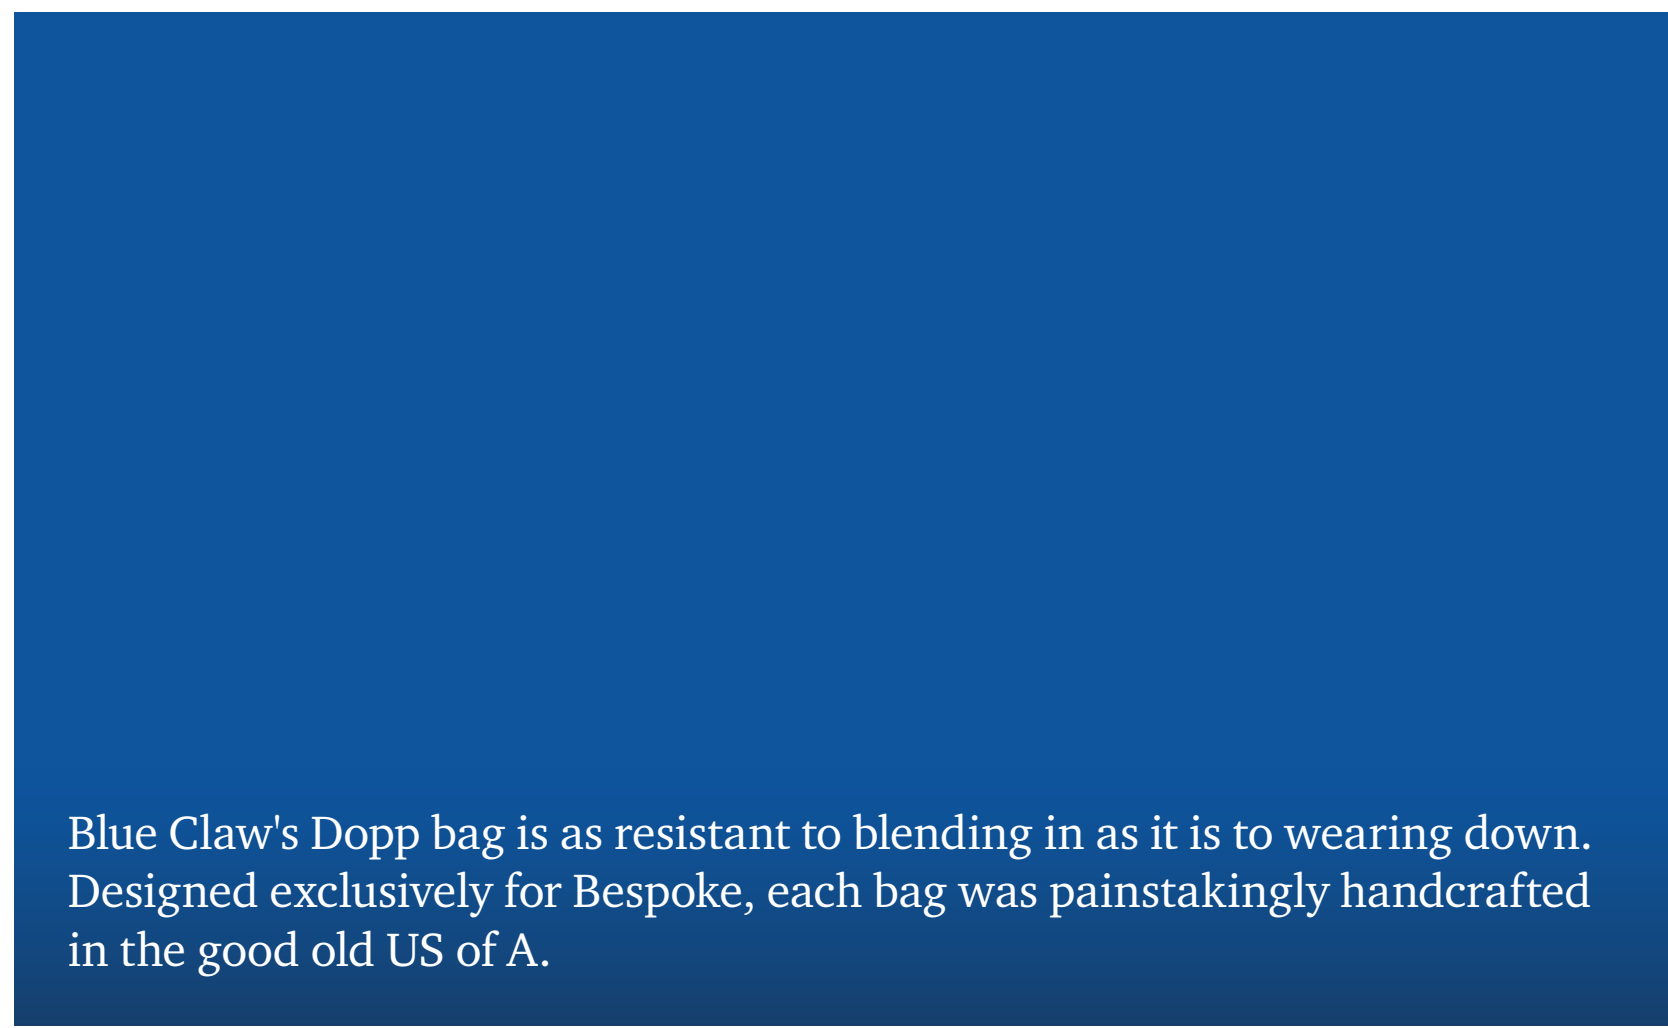 Blue Claw's Dopp bag is as resistant to blending in as it is to wearing down.
Designed exclusively for Bespoke, each bag was painstakingly handcrafted
in the good old US of A.